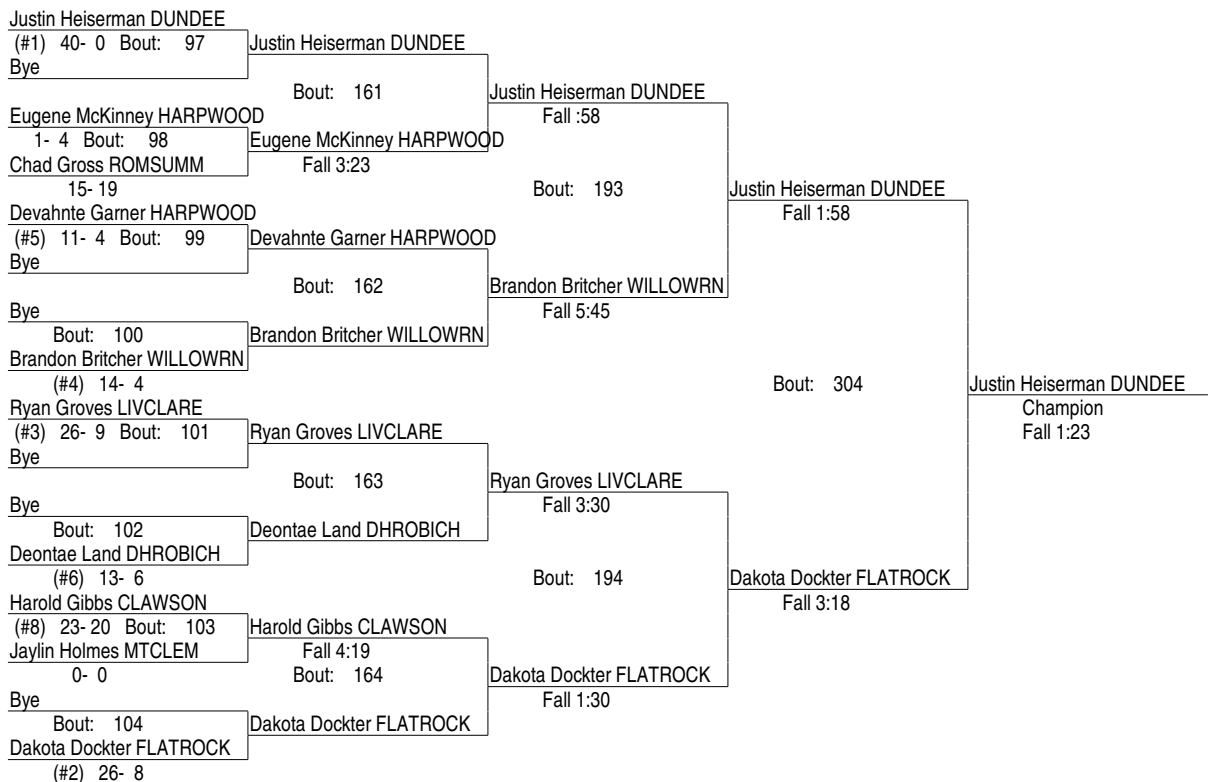 Justin Heiserman DUNDEE
(#1) 40- 0 Bout: 97 Justin Heiserman DUNDEE
Bye
Bout: 161 Justin Heiserman DUNDEE
Eugene McKinney HARPWOOD Fall :58
1- 4 Bout: 98 Eugene McKinney HARPWOOD
Chad Gross ROMSUMM Fall 3:23
15- 19 Bout: 193 Justin Heiserman DUNDEE
Devahnte Garner HARPWOOD Fall 1:58
(#5) 11- 4 Bout: 99 Devahnte Garner HARPWOOD
Bye
Bout: 162 Brandon Britcher WILLOWRN
Bye Fall 5:45
Bout: 100 Brandon Britcher WILLOWRN
Brandon Britcher WILLOWRN
(#4) 14- 4 Bout: 304 Justin Heiserman DUNDEE
Ryan Groves LIVCLARE Champion
(#3) 26- 9 Bout: 101 Ryan Groves LIVCLARE Fall 1:23
Bye
Bout: 163 Ryan Groves LIVCLARE
Bye Fall 3:30
Bout: 102 Deontae Land DHROBICH
Deontae Land DHROBICH
(#6) 13- 6 Bout: 194 Dakota Dockter FLATROCK
Harold Gibbs CLAWSON Fall 3:18
(#8) 23- 20 Bout: 103 Harold Gibbs CLAWSON
Jaylin Holmes MTCLEM Fall 4:19
0- 0 Bout: 164 Dakota Dockter FLATROCK
Bye Fall 1:30
Bout: 104 Dakota Dockter FLATROCK
Dakota Dockter FLATROCK
(#2) 26- 8